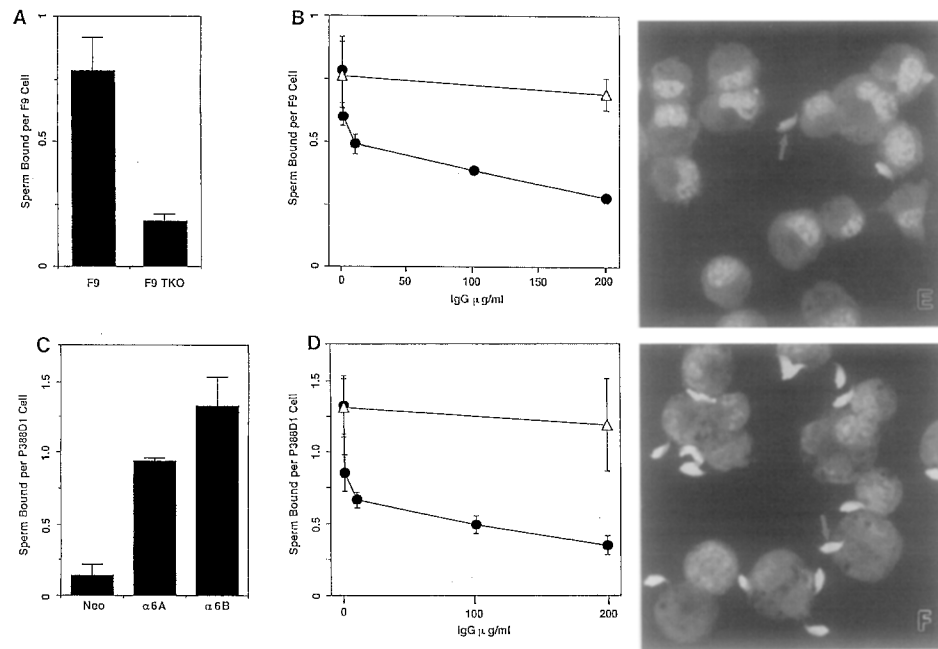 A
Sperm Bound per F9 Cell
1
0.5
0
F9
F9 TKO
B
Sperm Bound per F9 Cell
1
0.5
0
0
50
100
150
200
IgG μg/ml
E
C
Sperm Bound per P388D1 Cell
1.5
1.0
0.5
0
Neo
α6A
α6B
D
Sperm Bound per P388D1 Cell
1.5
1.0
0.5
0
0
100
200
IgG μg/ml
F